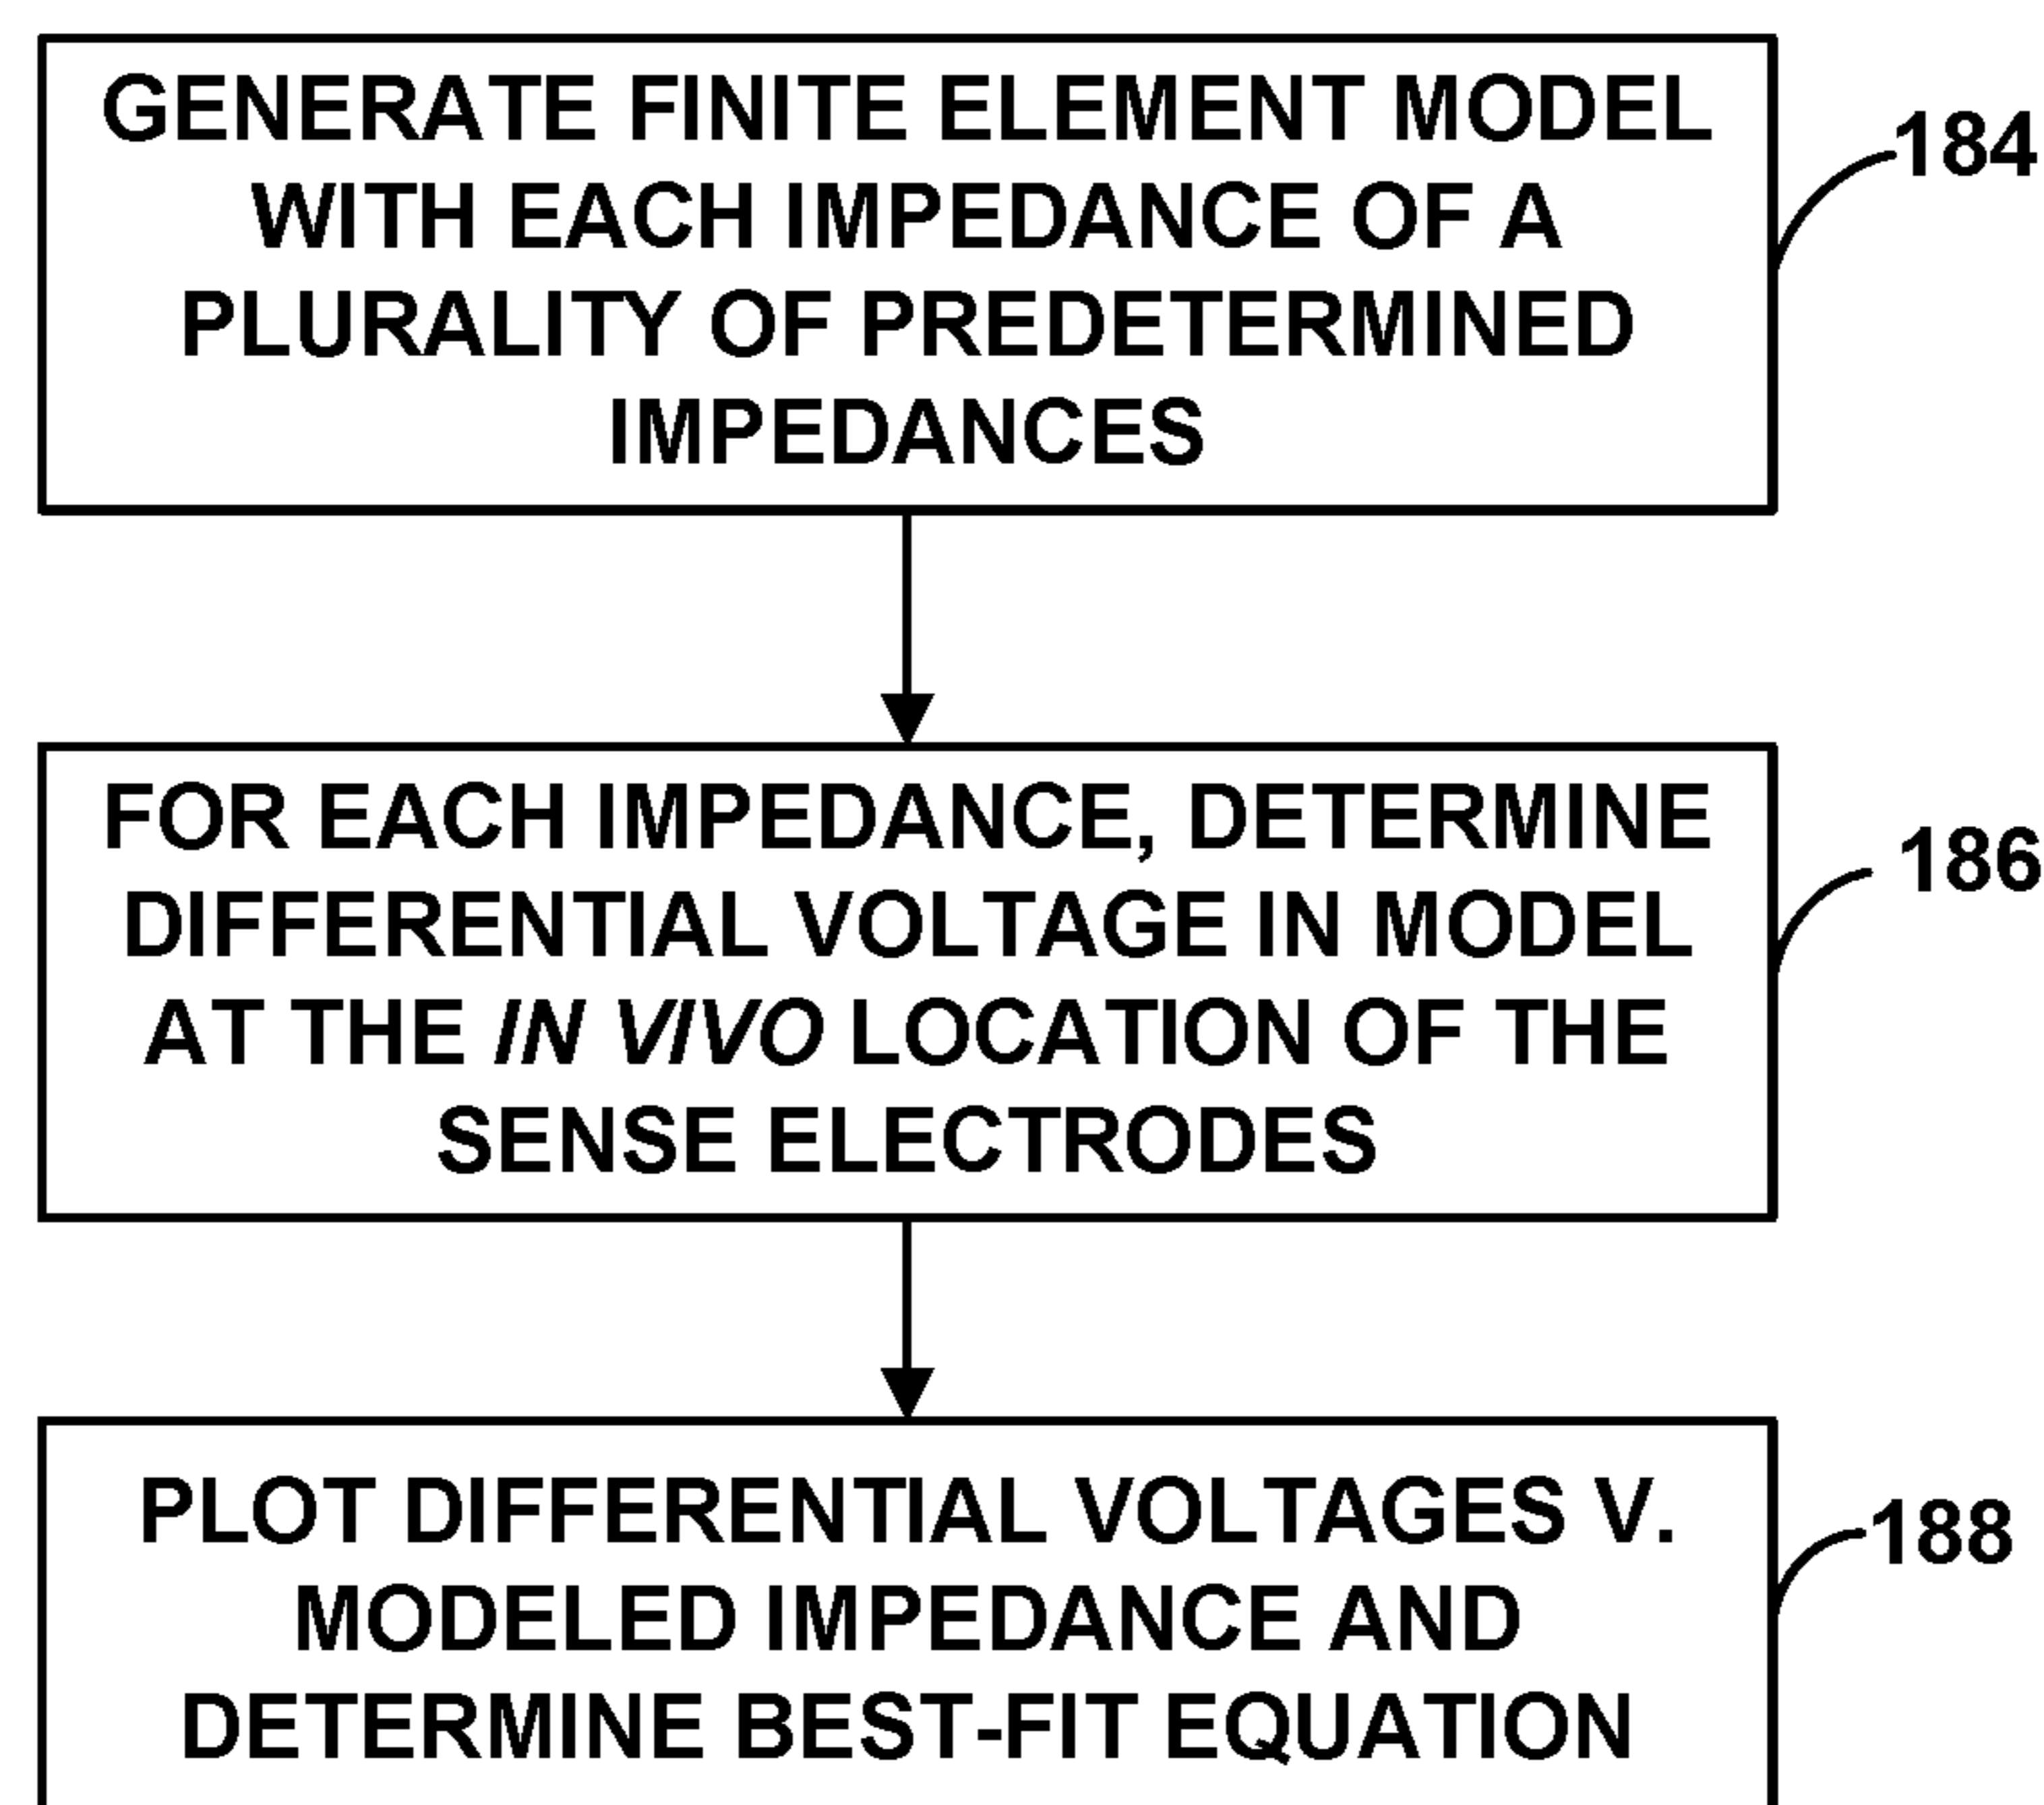 GENERATE FINITE ELEMENT MODEL
WITH EACH IMPEDANCE OF A
PLURALITY OF PREDETERMINED
IMPEDANCES
184
FOR EACH IMPEDANCE, DETERMINE
DIFFERENTIAL VOLTAGE IN MODEL
AT THE IN VIVO LOCATION OF THE
SENSE ELECTRODES
186
PLOT DIFFERENTIAL VOLTAGES V.
MODELED IMPEDANCE AND
DETERMINE BEST-FIT EQUATION
188